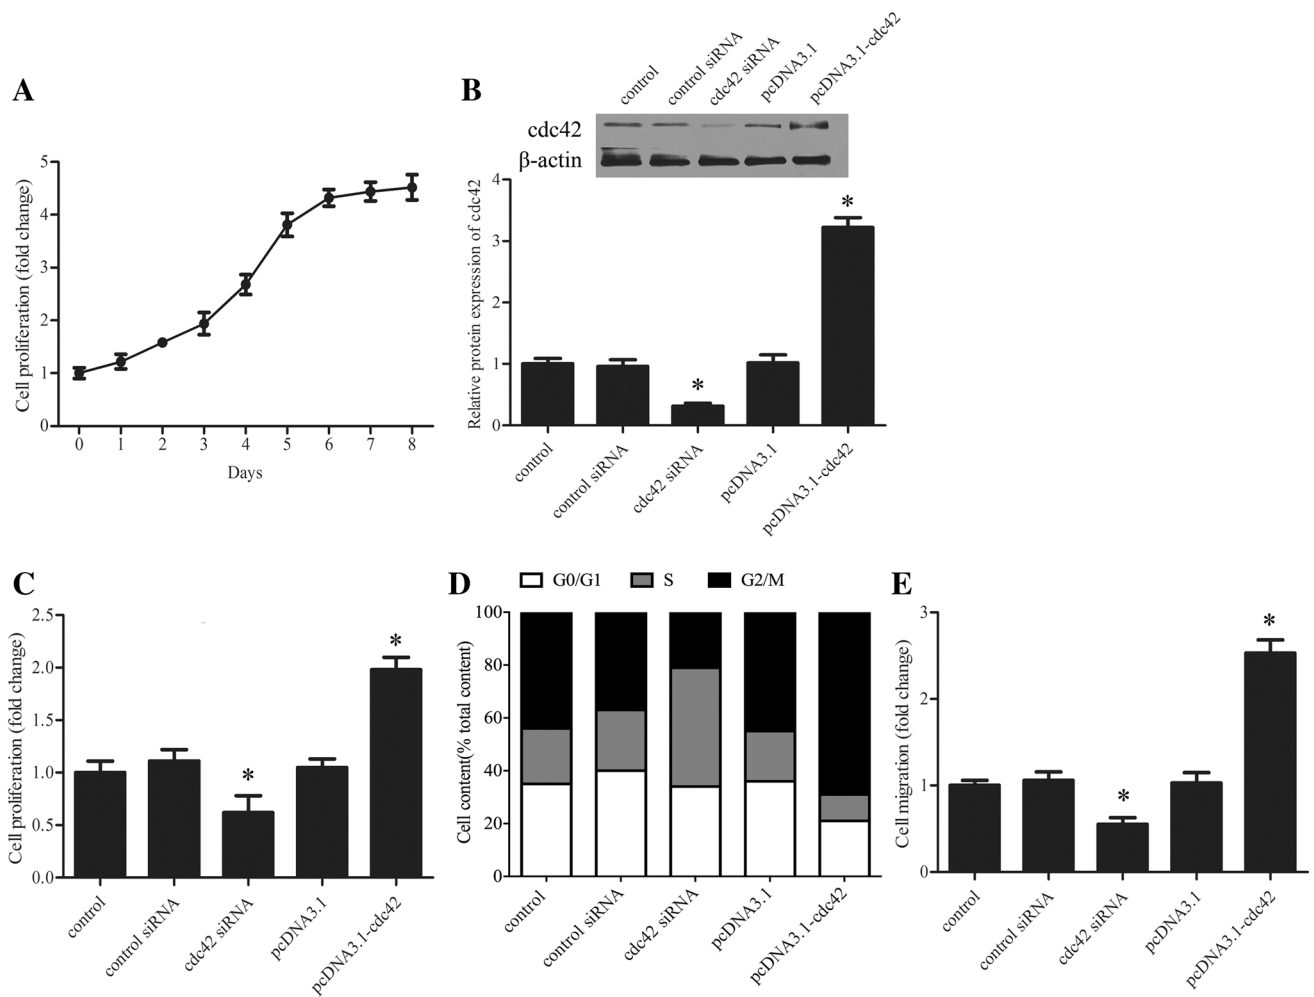 A
5
4
3
2
1
0
Cell proliferation (fold change)
0 1 2 3 4 5 6 7 8
Days
B
control
control siRNA
cdc42 siRNA
pcDNA3.1
pcDNA3.1-cdc42
cdc42
β-actin
4
3
2
1
0
Relative protein expression of cdc42
*
*
control
control siRNA
cdc42 siRNA
pcDNA3.1
pcDNA3.1-cdc42
C
2.5
2.0
1.5
1.0
0.5
0.0
Cell proliferation (fold change)
*
*
control
control siRNA
cdc42 siRNA
pcDNA3.1
pcDNA3.1-cdc42
D
G0/G1 S G2/M
100
80
60
40
20
0
Cell content(% total content)
control
control siRNA
cdc42 siRNA
pcDNA3.1
pcDNA3.1-cdc42
E
3
2
1
0
Cell migration (fold change)
*
*
control
control siRNA
cdc42 siRNA
pcDNA3.1
pcDNA3.1-cdc42